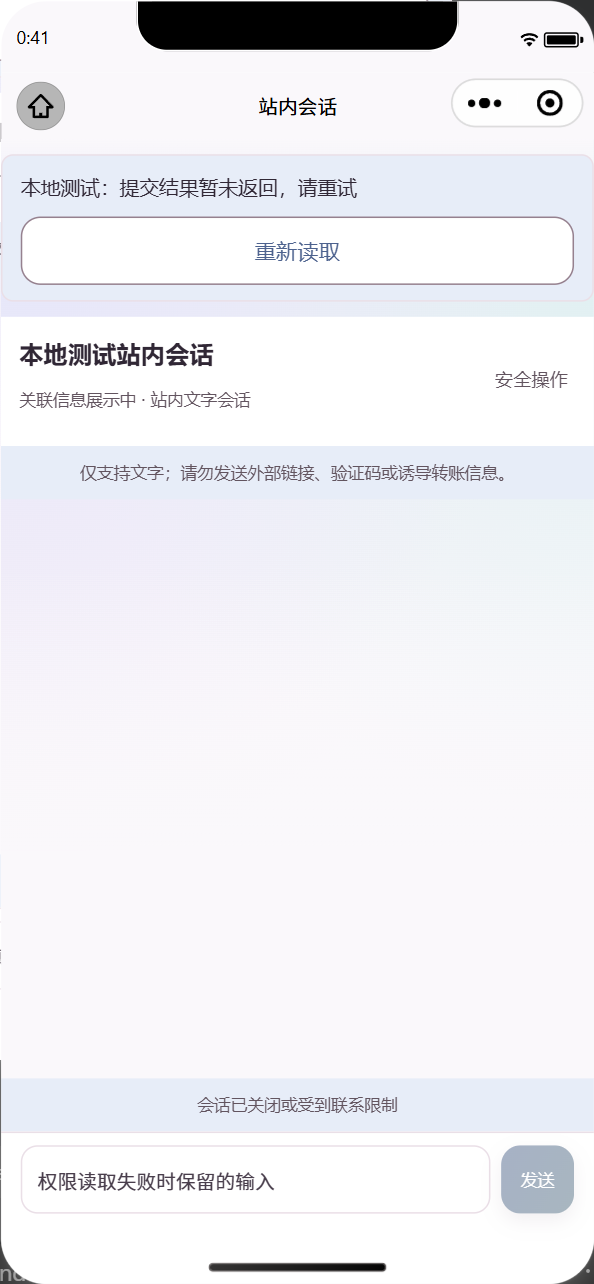 0:41
站内会话
本地测试：提交结果暂未返回，请重试
重新读取
本地测试站内会话
关联信息展示中 · 站内文字会话
安全操作
仅支持文字；请勿发送外部链接、验证码或诱导转账信息。
会话已关闭或受到联系限制
权限读取失败时保留的输入
发送